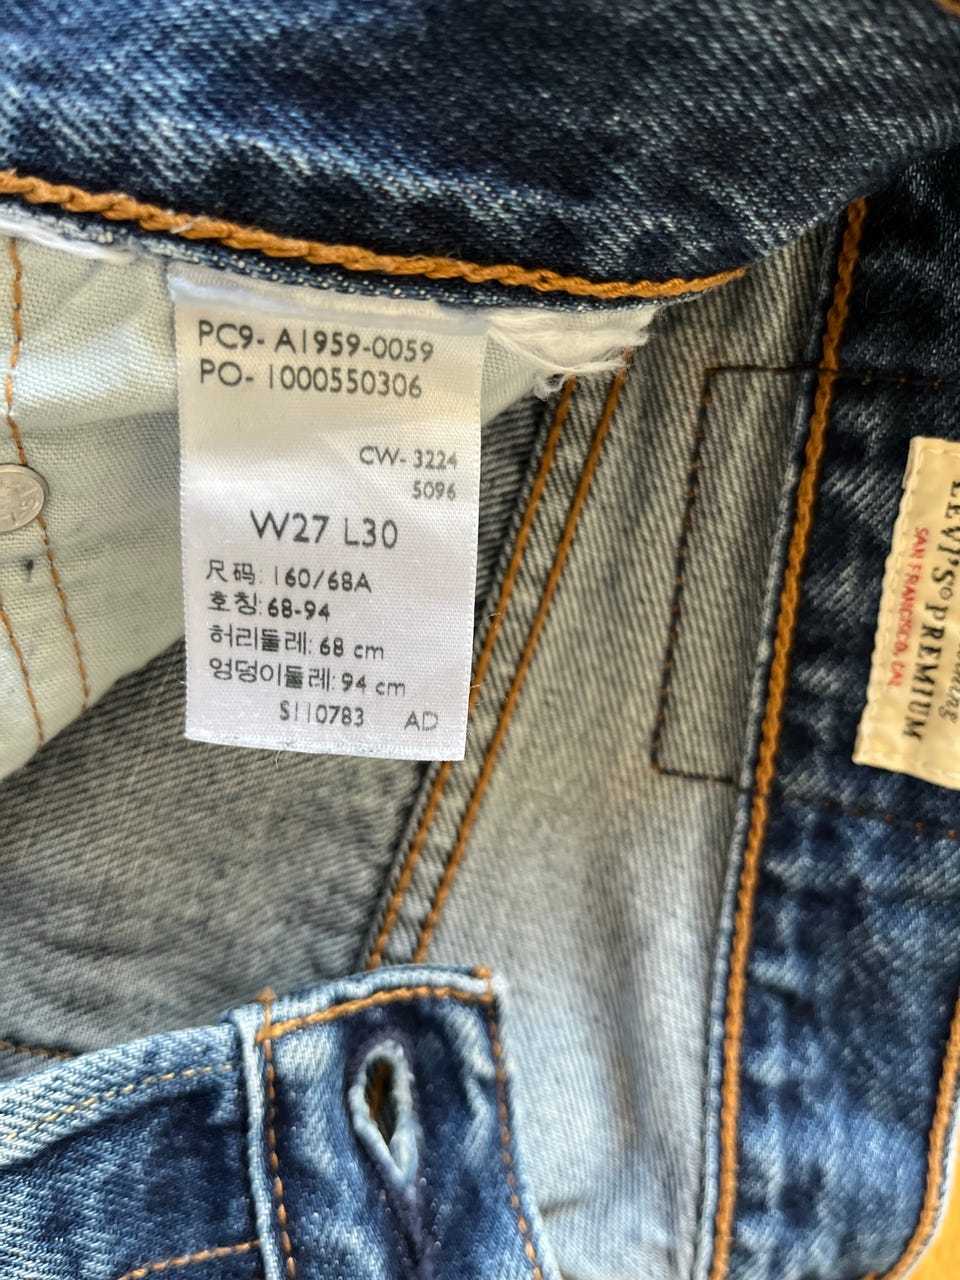 PC9- A1959-0059
PO- 1000550306
CW- 3224
5096
W27 L30
尺码: 160/68A
호칭:68-94
허리둘레: 68 cm
엉덩이둘레: 94 cm
S110783 AD
LEVI'S® PREMIUM
SAN FRANCISCO, CAL